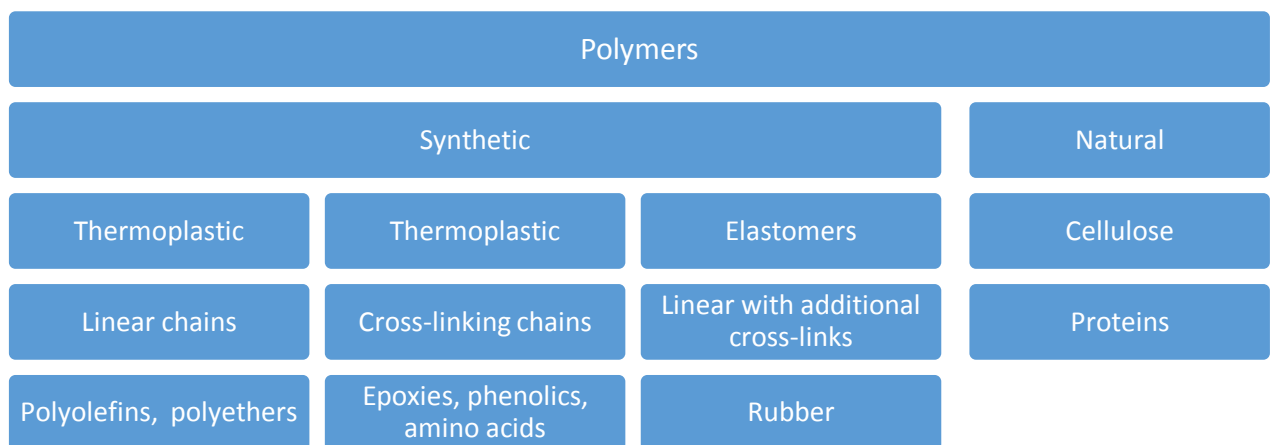 Polymers
Synthetic
Natural
Thermoplastic
Thermoplastic
Elastomers
Cellulose
Linear chains
Cross-linking chains
Linear with additional
cross-links
Proteins
Polyolefins, polyethers
Epoxies, phenolics,
amino acids
Rubber